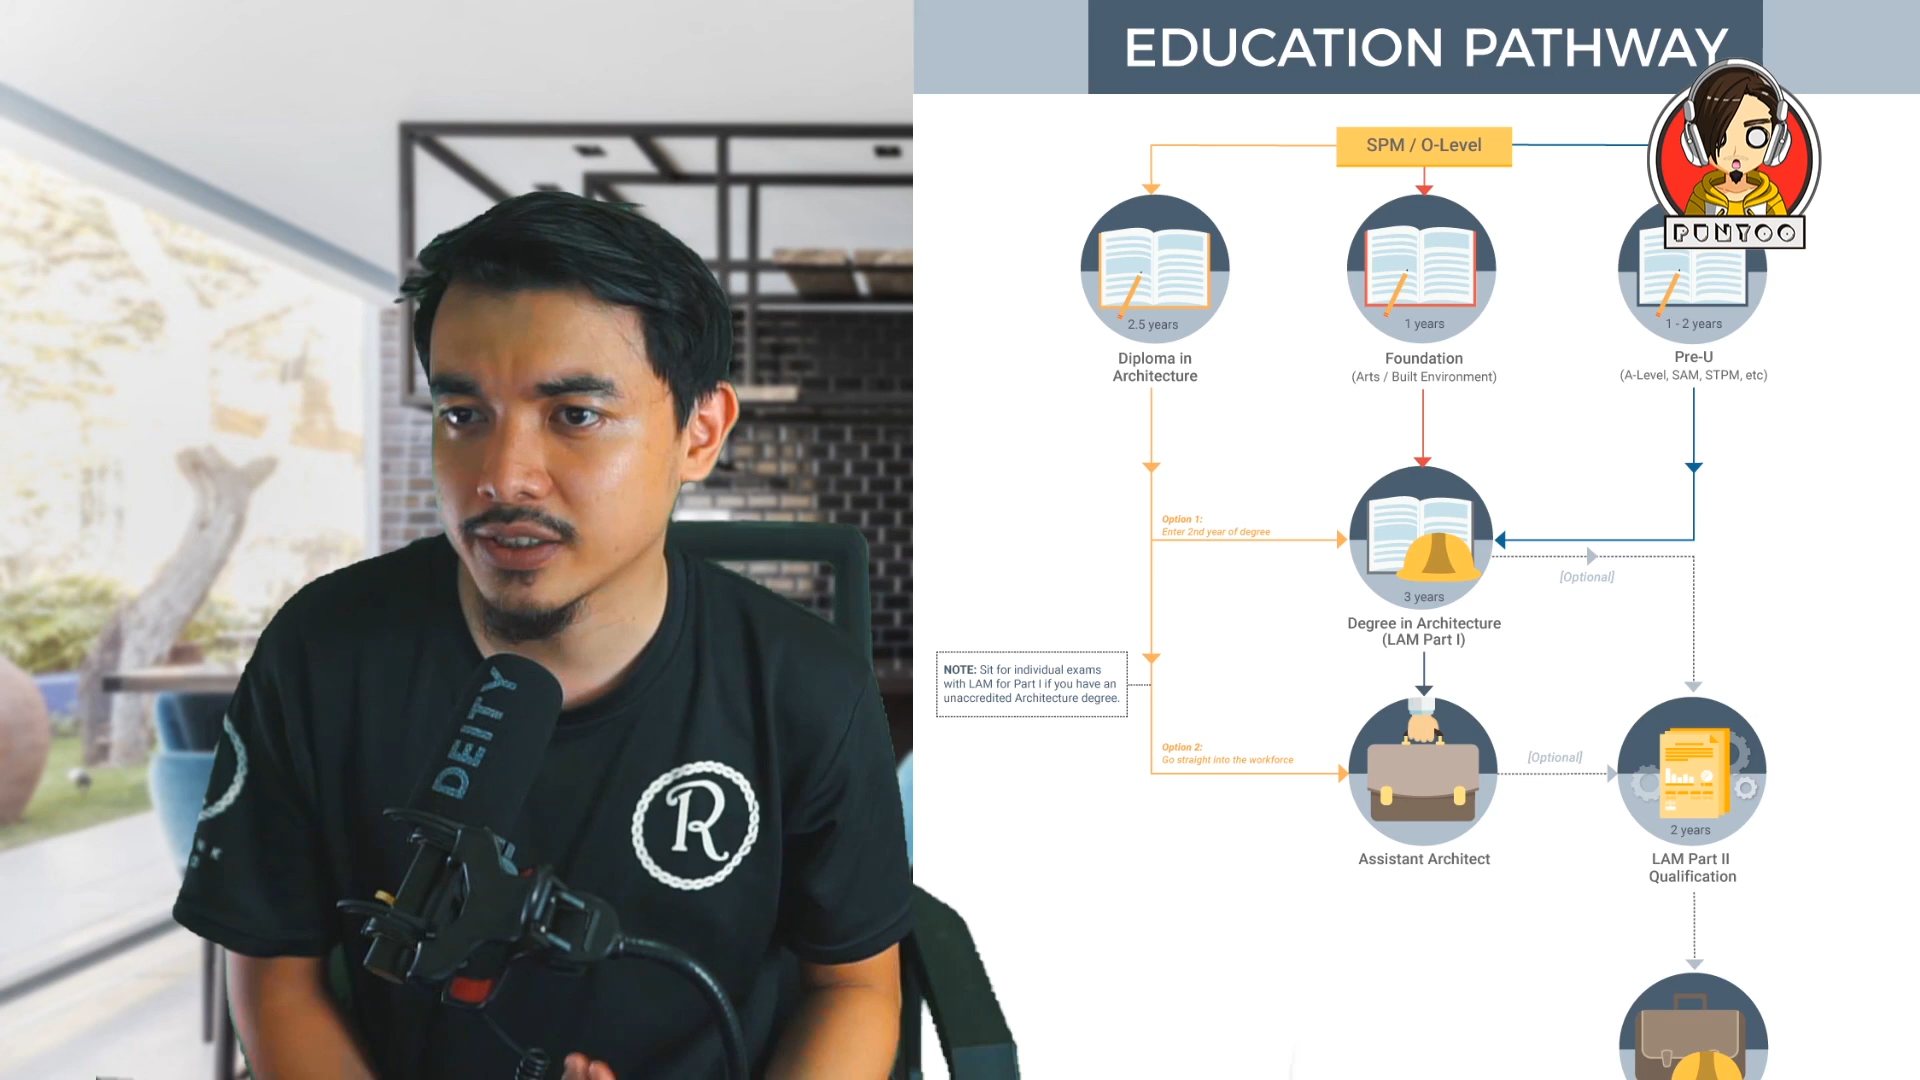 EDUCATION PATHWAY
SPM / O-Level
PUNYOO
2.5 years
1 years
1 - 2 years
Diploma in
Architecture
Foundation
(Arts / Built Environment)
Pre-U
(A-Level, SAM, STPM, etc)
Option 1:
Enter 2nd year of degree
[Optional]
3 years
Degree in Architecture
(LAM Part I)
NOTE: Sit for individual exams
with LAM for Part I if you have an
unaccredited Architecture degree.
Option 2:
Go straight into the workforce
[Optional]
2 years
Assistant Architect
LAM Part II
Qualification
DEITY
R